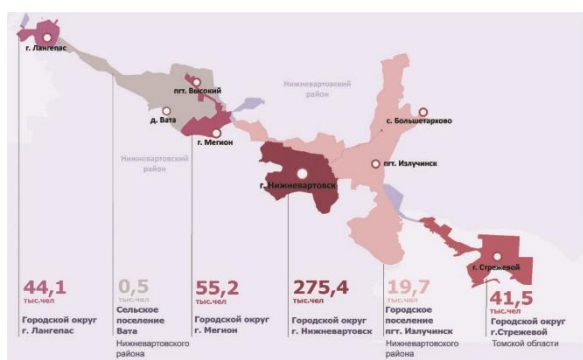 г. Лангепас
пгт. Высокий
д. Вата
г. Мегион
Нижневартовский
район
Нижневартовский
район
с. Большетархово
пгт. Излучинск
г. Нижневартовск
г. Стрежевой
44,1
тыс.чел
Городской округ
г. Лангепас
0,5
тыс.чел
Сельское
поселение
Вата
Нижневартовского
района
55,2
тыс.чел
Городской округ
г. Мегион
275,4
тыс.чел
Городской округ
г. Нижневартовск
19,7
тыс.чел
Городское
поселение
пгт. Излучинск
Нижневартовского
района
41,5
тыс.чел
Городской округ
г.Стрежевой
Томской области